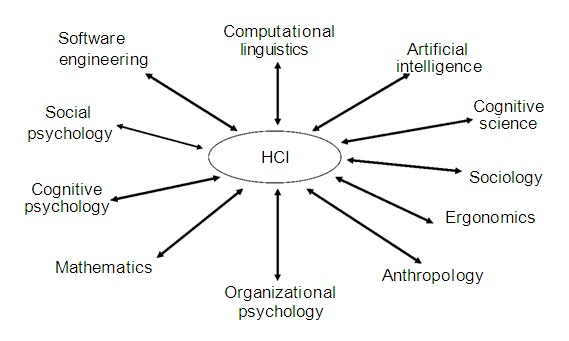 Computational
linguistics
Software
engineering
Artificial
intelligence
Cognitive
science
Social
psychology
HCI
Sociology
Cognitive
psychology
Ergonomics
Mathematics
Anthropology
Organizational
psychology